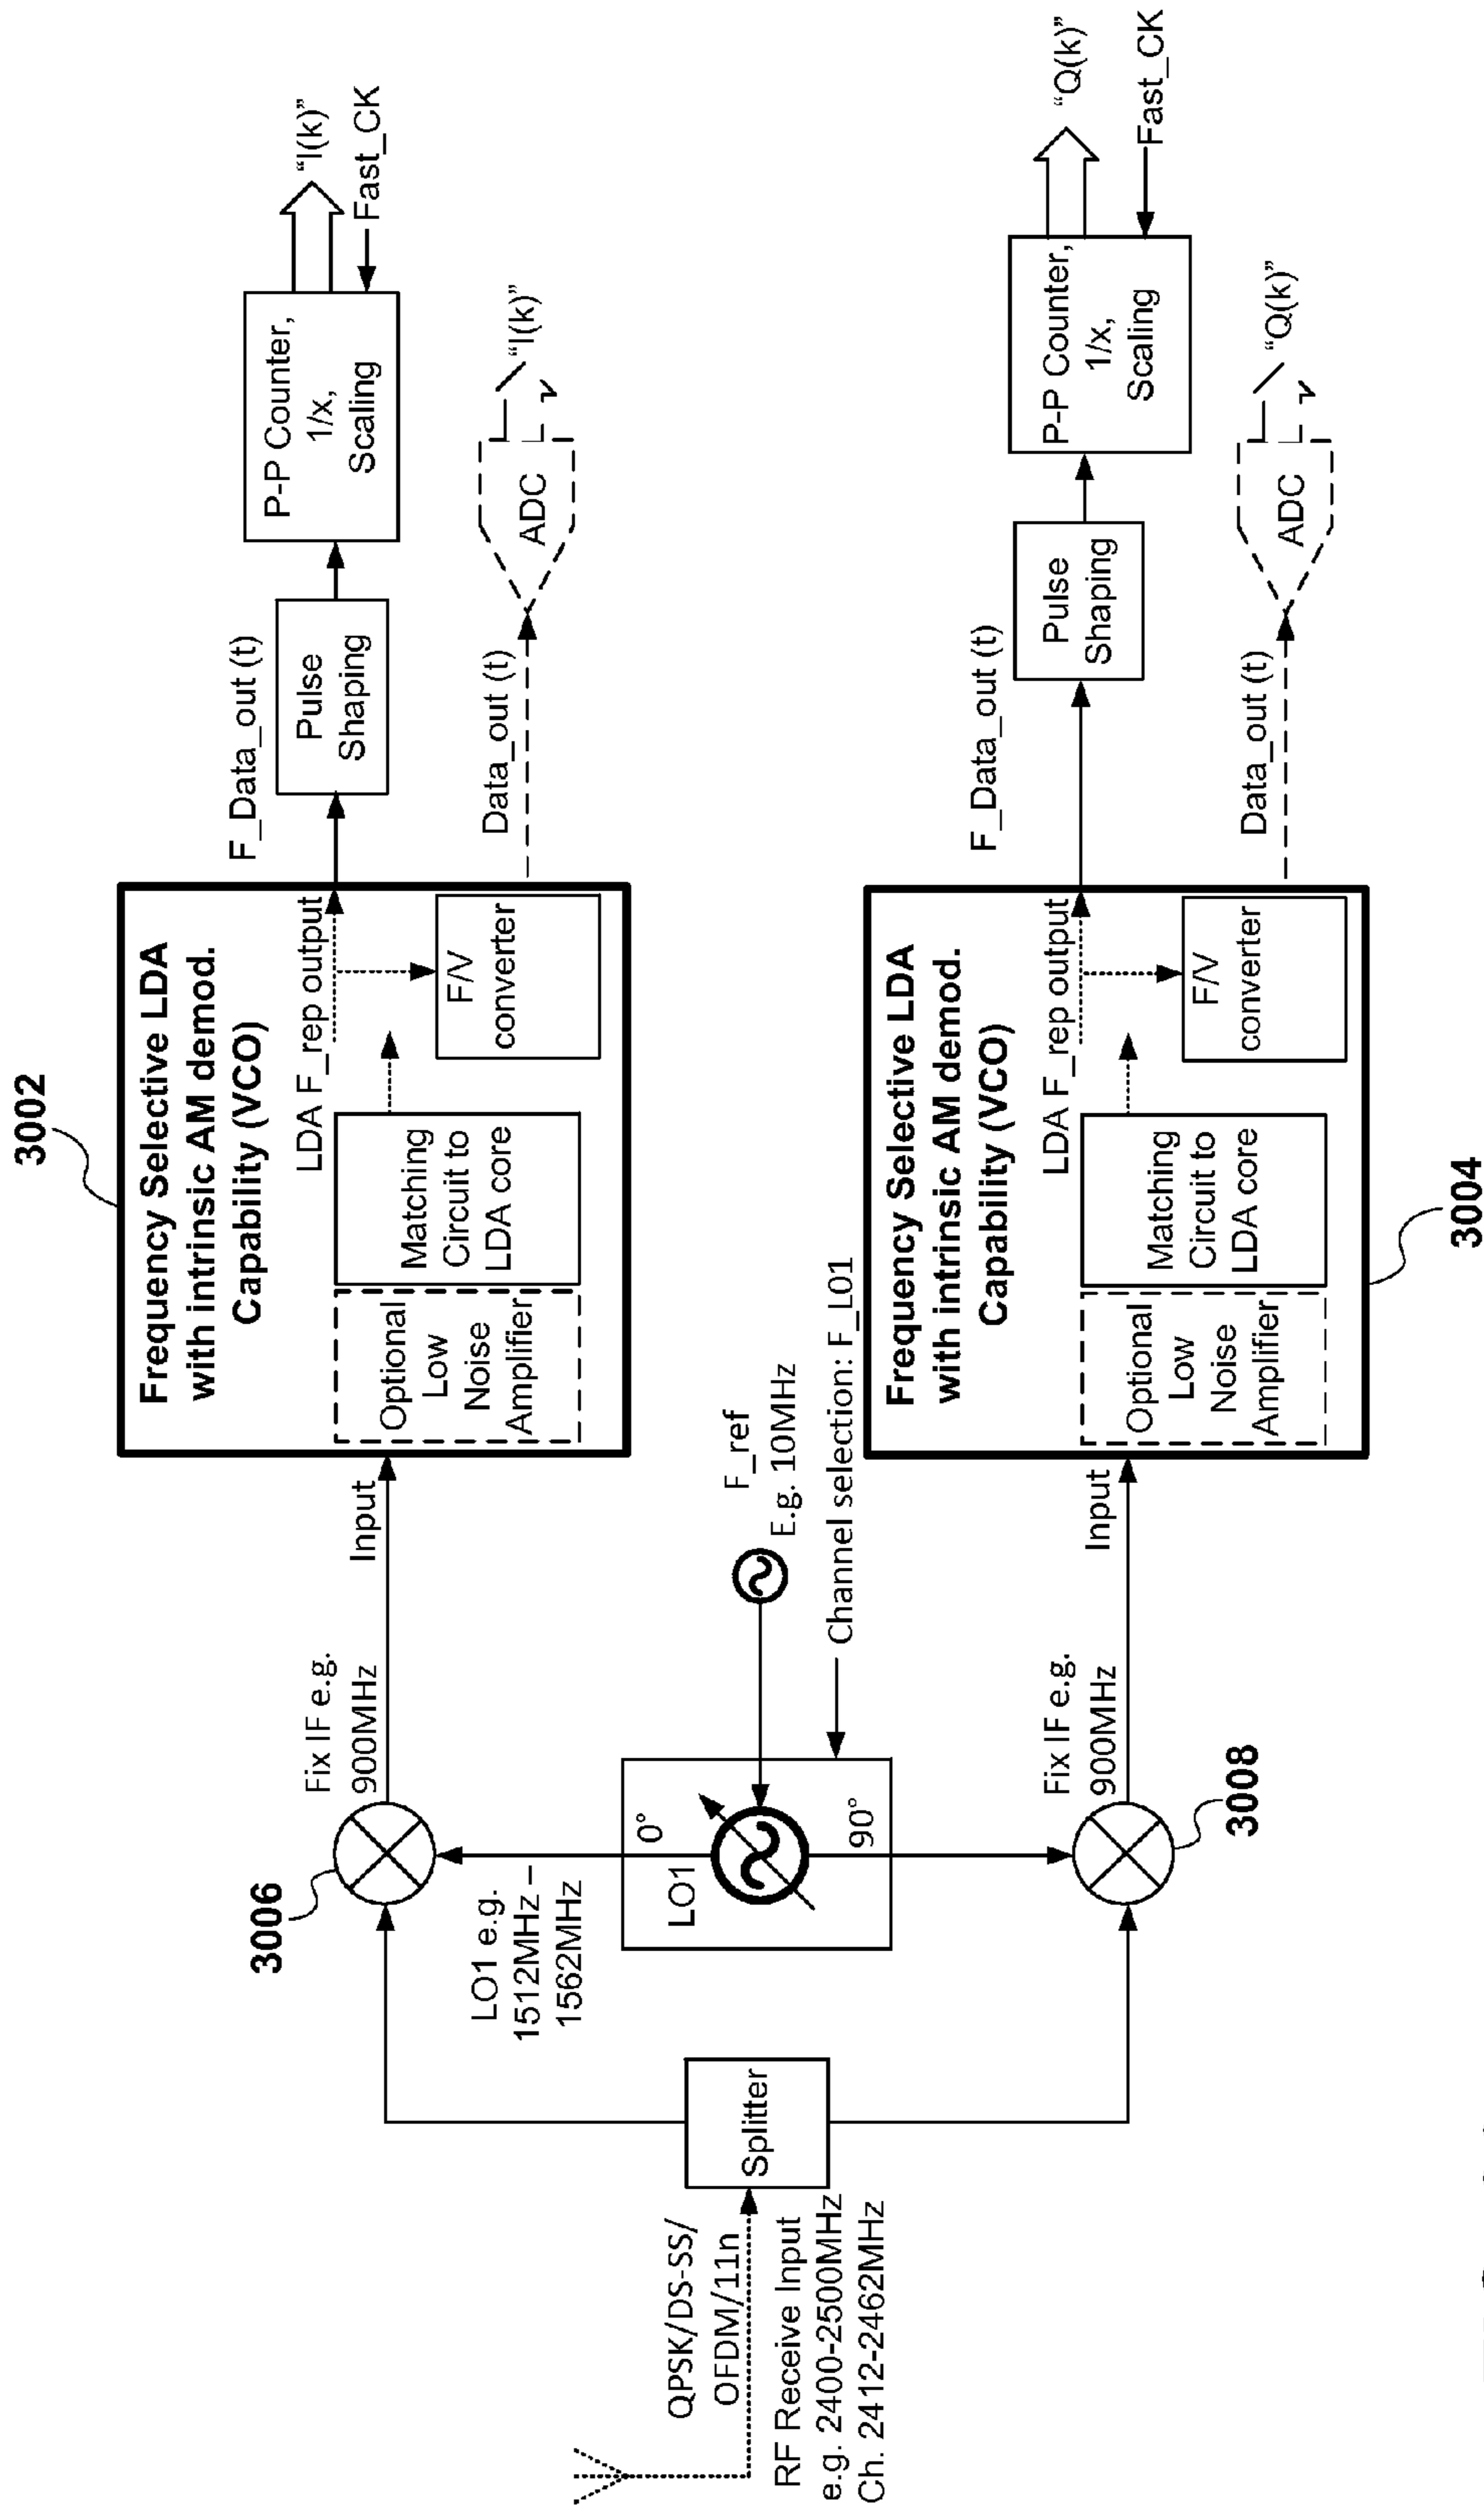 QPSK/DS-SS/
OFDM/11n
RF Receive Input
e.g. 2400-2500MHz
Ch. 2412-2462MHz
Splitter
3006
LO1 e.g.
1512MHz –
1562MHz
LO1
0°
90°
3008
Fix IF e.g.
900MHz
Input
F_ref
E.g. 10MHz
Channel selection: F_L01
Fix IF e.g.
900MHz
Input
3002
Frequency Selective LDA
with intrinsic AM demod.
Capability (VCO)
LDA F_rep output
Optional
Low
Noise
Amplifier
Matching
Circuit to
LDA core
F/V
converter
F_Data_out (t)
Pulse
Shaping
P-P Counter,
1/x,
Scaling
“I(k)”
Fast_CK
Data_out (t)
ADC
“I(k)”
3004
Frequency Selective LDA
with intrinsic AM demod.
Capability (VCO)
LDA F_rep output
Optional
Low
Noise
Amplifier
Matching
Circuit to
LDA core
F/V
converter
F_Data_out (t)
Pulse
Shaping
P-P Counter,
1/x,
Scaling
“Q(k)”
Fast_CK
Data_out (t)
ADC
“Q(k)”